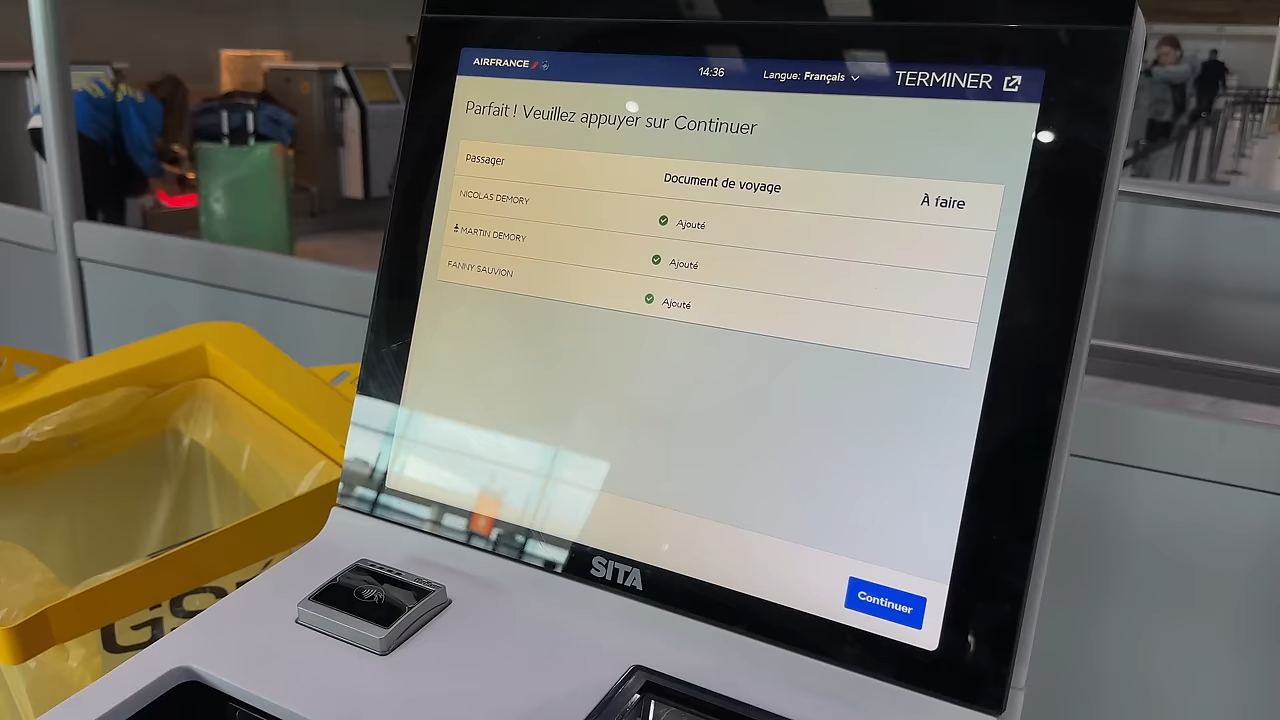 AIRFRANCE
14:36
Langue: Français
TERMINER
Parfait ! Veuillez appuyer sur Continuer
Passager
Document de voyage
À faire
NICOLAS DEMORY
Ajouté
MARTIN DEMORY
Ajouté
FANNY SAUVION
Ajouté
SITA
Continuer